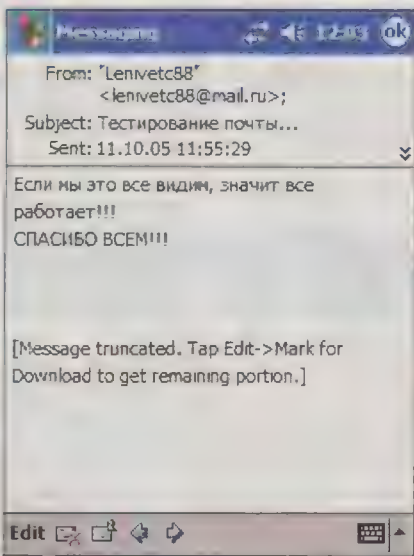 Messaging 12:03 ok
From: "Lenivetc88"
<lenivetc88@mail.ru>;
Subject: Тестирование почты...
Sent: 11.10.05 11:55:29
Если мы это все видим, значит все
работает!!!
СПАСИБО ВСЕМ!!!
[Message truncated. Tap Edit->Mark for
Download to get remaining portion.]
Edit